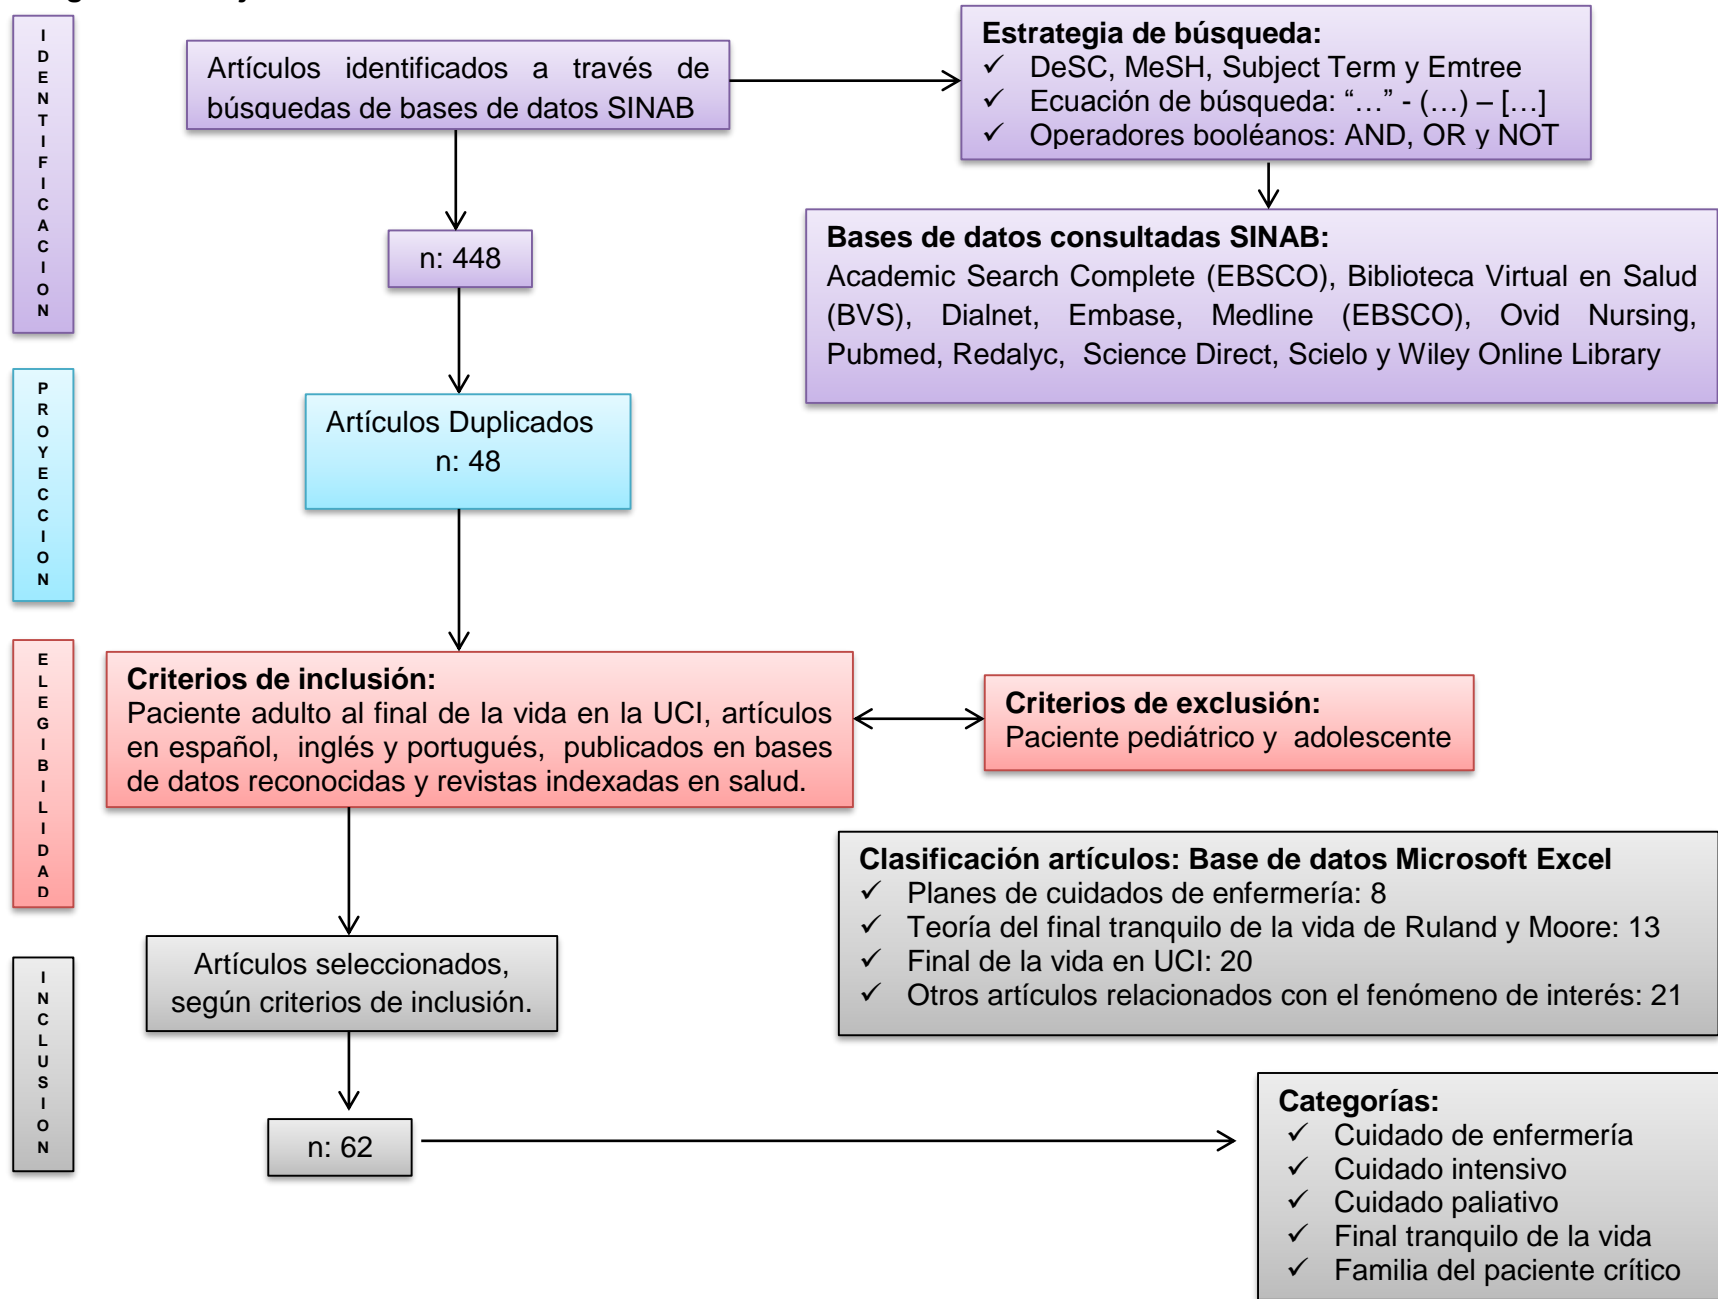 IDENTIFICACION
Artículos identificados a través de
búsquedas de bases de datos SINAB
Estrategia de búsqueda:
✓ DeSC, MeSH, Subject Term y Emtree
✓ Ecuación de búsqueda: “…” - (…) – […]
✓ Operadores booléanos: AND, OR y NOT
n: 448
Bases de datos consultadas SINAB:
Academic Search Complete (EBSCO), Biblioteca Virtual en Salud
(BVS), Dialnet, Embase, Medline (EBSCO), Ovid Nursing,
Pubmed, Redalyc, Science Direct, Scielo y Wiley Online Library
PROYECCION
Artículos Duplicados
n: 48
ELEGIBILIDAD
Criterios de inclusión:
Paciente adulto al final de la vida en la UCI, artículos
en español, inglés y portugués, publicados en bases
de datos reconocidas y revistas indexadas en salud.
Criterios de exclusión:
Paciente pediátrico y adolescente
Clasificación artículos: Base de datos Microsoft Excel
✓ Planes de cuidados de enfermería: 8
✓ Teoría del final tranquilo de la vida de Ruland y Moore: 13
✓ Final de la vida en UCI: 20
✓ Otros artículos relacionados con el fenómeno de interés: 21
INCLUSION
Artículos seleccionados,
según criterios de inclusión.
n: 62
Categorías:
✓ Cuidado de enfermería
✓ Cuidado intensivo
✓ Cuidado paliativo
✓ Final tranquilo de la vida
✓ Familia del paciente crítico